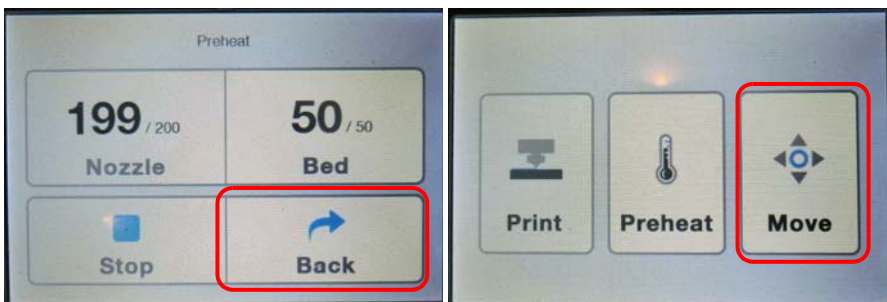 Preheat
199 / 200
50 / 50
Nozzle
Bed
Stop
Back
Print
Preheat
Move